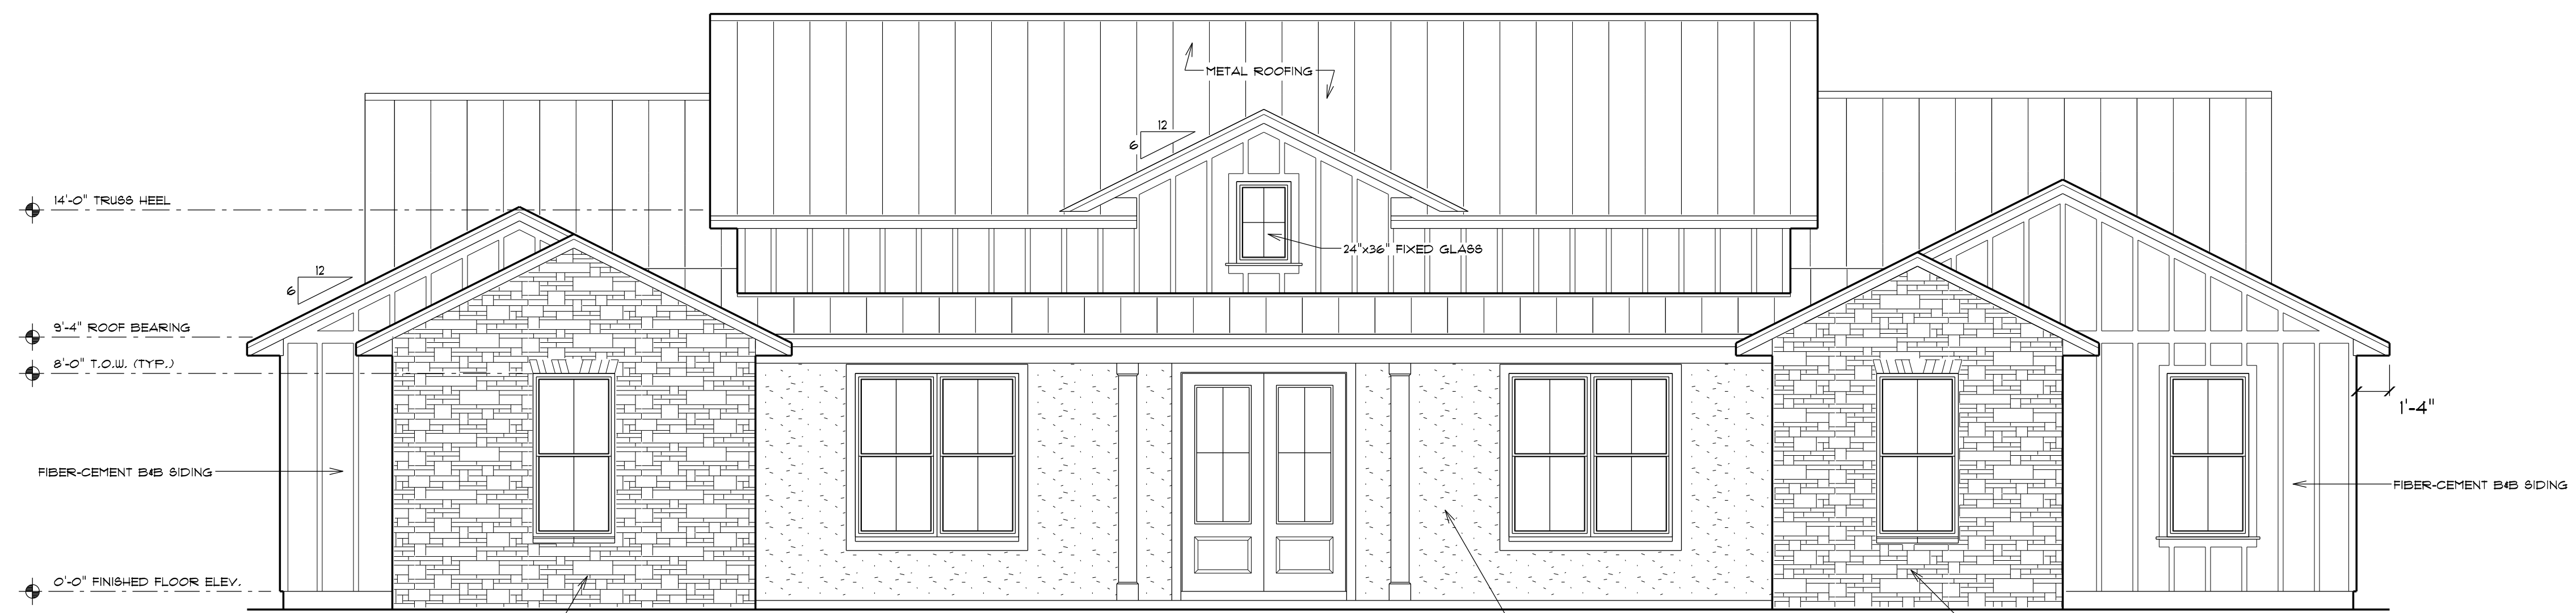 METAL ROOFING
12
6
14'-0" TRUSS HEEL
24"x36" FIXED GLASS
12
6
9'-4" ROOF BEARING
8'-0" T.O.W. (TYP.)
1'-4"
FIBER-CEMENT B&B SIDING
FIBER-CEMENT B&B SIDING
0'-0" FINISHED FLOOR ELEV.